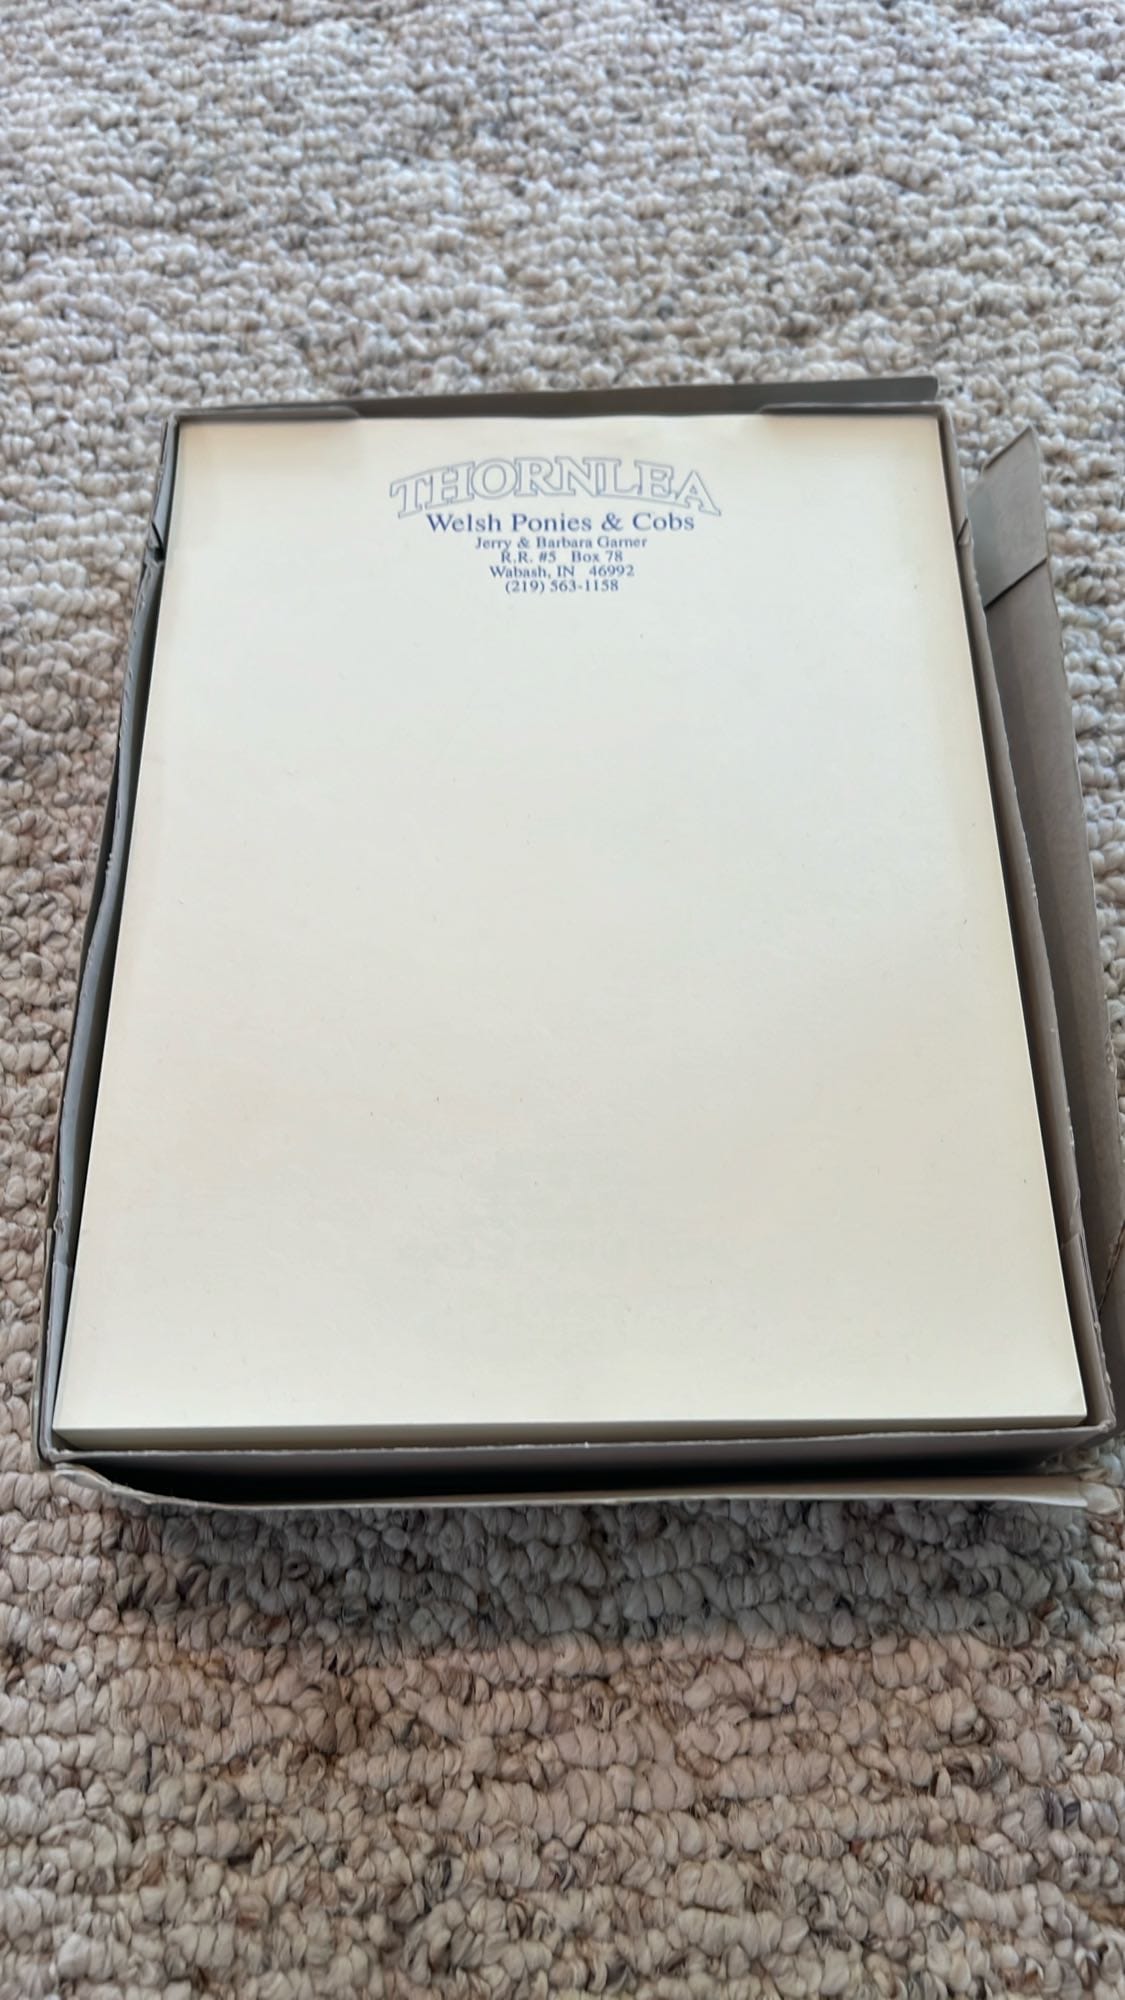 THORNLEA
Welsh Ponies & Cobs
Jerry & Barbara Garner
R.R. #5 Box 78
Wabash, IN 46992
(219) 563-1158